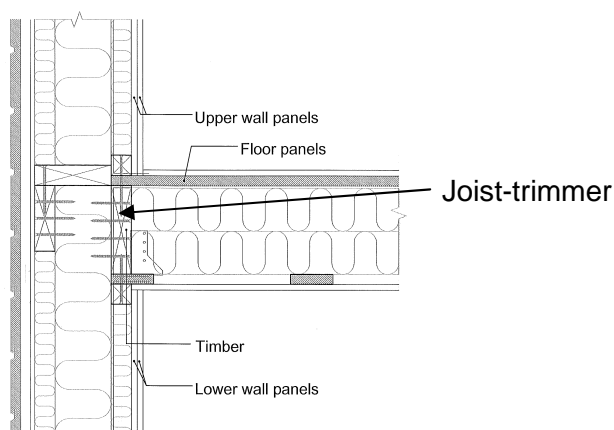 Upper wall panels
Floor panels
Joist-trimmer
Timber
Lower wall panels